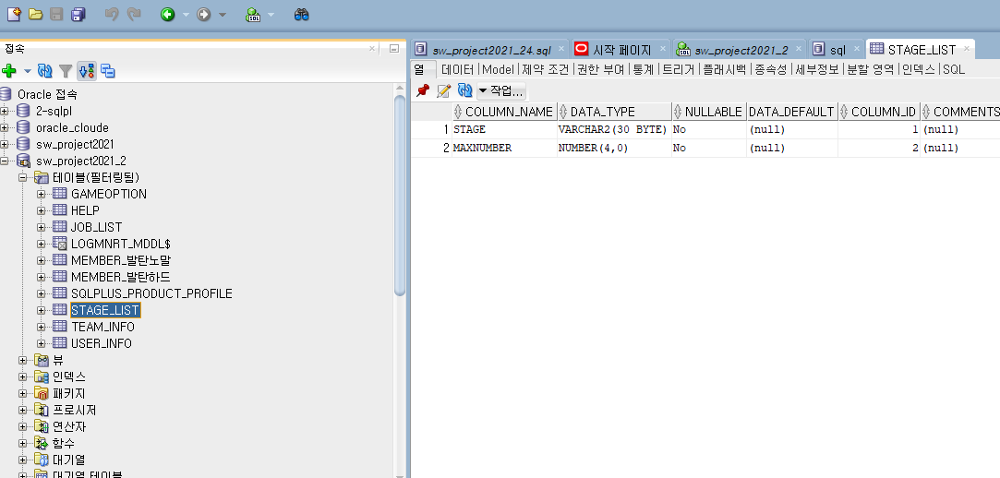 SQL
접속
Oracle 접속
2-sqlpl
oracle_cloude
sw_project2021
sw_project2021_2
테이블(필터링됨)
GAMEOPTION
HELP
JOB_LIST
LOGMNRT_MDDL$
MEMBER_발탄노말
MEMBER_발탄하드
SQLPLUS_PRODUCT_PROFILE
STAGE_LIST
TEAM_INFO
USER_INFO
뷰
인덱스
패키지
프로시저
연산자
함수
대기열
대기열 테이블
sw_project2021_24.sql 시작 페이지 sw_project2021_2 sql STAGE_LIST
열 데이터 Model 제약 조건 권한 부여 통계 트리거 플래시백 종속성 세부정보 분할 영역 인덱스 SQL
작업...
COLUMN_NAME DATA_TYPE NULLABLE DATA_DEFAULT COLUMN_ID COMMENTS
1 STAGE VARCHAR2(30 BYTE) No (null) 1 (null)
2 MAXNUMBER NUMBER(4,0) No (null) 2 (null)